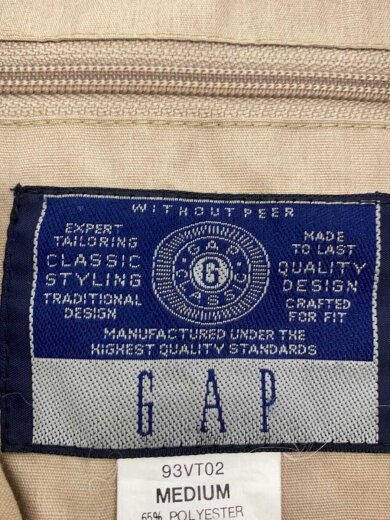 WITHOUT PEER
EXPERT
TAILORING
CLASSIC
STYLING
TRADITIONAL
DESIGN
GAP
G
CLASSIC
MADE
TO LAST
QUALITY
DESIGN
CRAFTED
FOR FIT
MANUFACTURED UNDER THE
HIGHEST QUALITY STANDARDS
GAP
93VT02
MEDIUM
65% POLYESTER